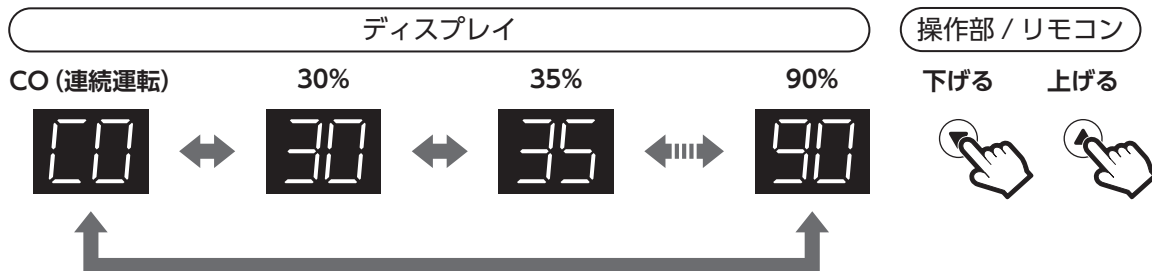 ディスプレイ
操作部 / リモコン
CO (連続運転)
30%
35%
90%
下げる
上げる
CO
30
35
90